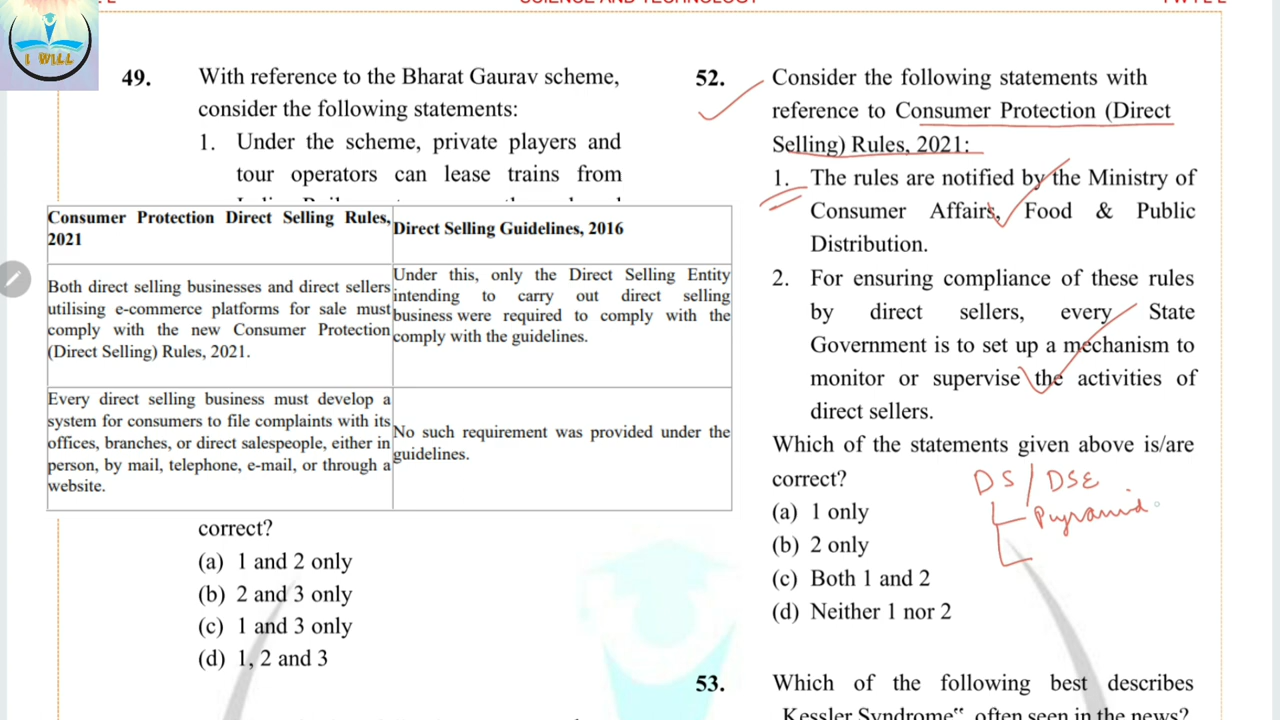 SCIENCE AND TECHNOLOGY
I WILL
49. With reference to the Bharat Gaurav scheme,
consider the following statements:
1. Under the scheme, private players and
tour operators can lease trains from
Consumer Protection Direct Selling Rules, 2021
Direct Selling Guidelines, 2016
Both direct selling businesses and direct sellers
utilising e-commerce platforms for sale must
comply with the new Consumer Protection
(Direct Selling) Rules, 2021.
Under this, only the Direct Selling Entity
intending to carry out direct selling
business were required to comply with the
comply with the guidelines.
Every direct selling business must develop a
system for consumers to file complaints with its
offices, branches, or direct salespeople, either in
person, by mail, telephone, e-mail, or through a
website.
No such requirement was provided under the
guidelines.
correct?
(a) 1 and 2 only
(b) 2 and 3 only
(c) 1 and 3 only
(d) 1, 2 and 3
52. Consider the following statements with
reference to Consumer Protection (Direct
Selling) Rules, 2021:
1. The rules are notified by the Ministry of
Consumer Affairs, Food & Public
Distribution.
2. For ensuring compliance of these rules
by direct sellers, every State
Government is to set up a mechanism to
monitor or supervise the activities of
direct sellers.
Which of the statements given above is/are
correct?
DS / DSE
(a) 1 only
Pyramid
(b) 2 only
(c) Both 1 and 2
(d) Neither 1 nor 2
53. Which of the following best describes
Kessler Syndrome‟ often seen in the news?